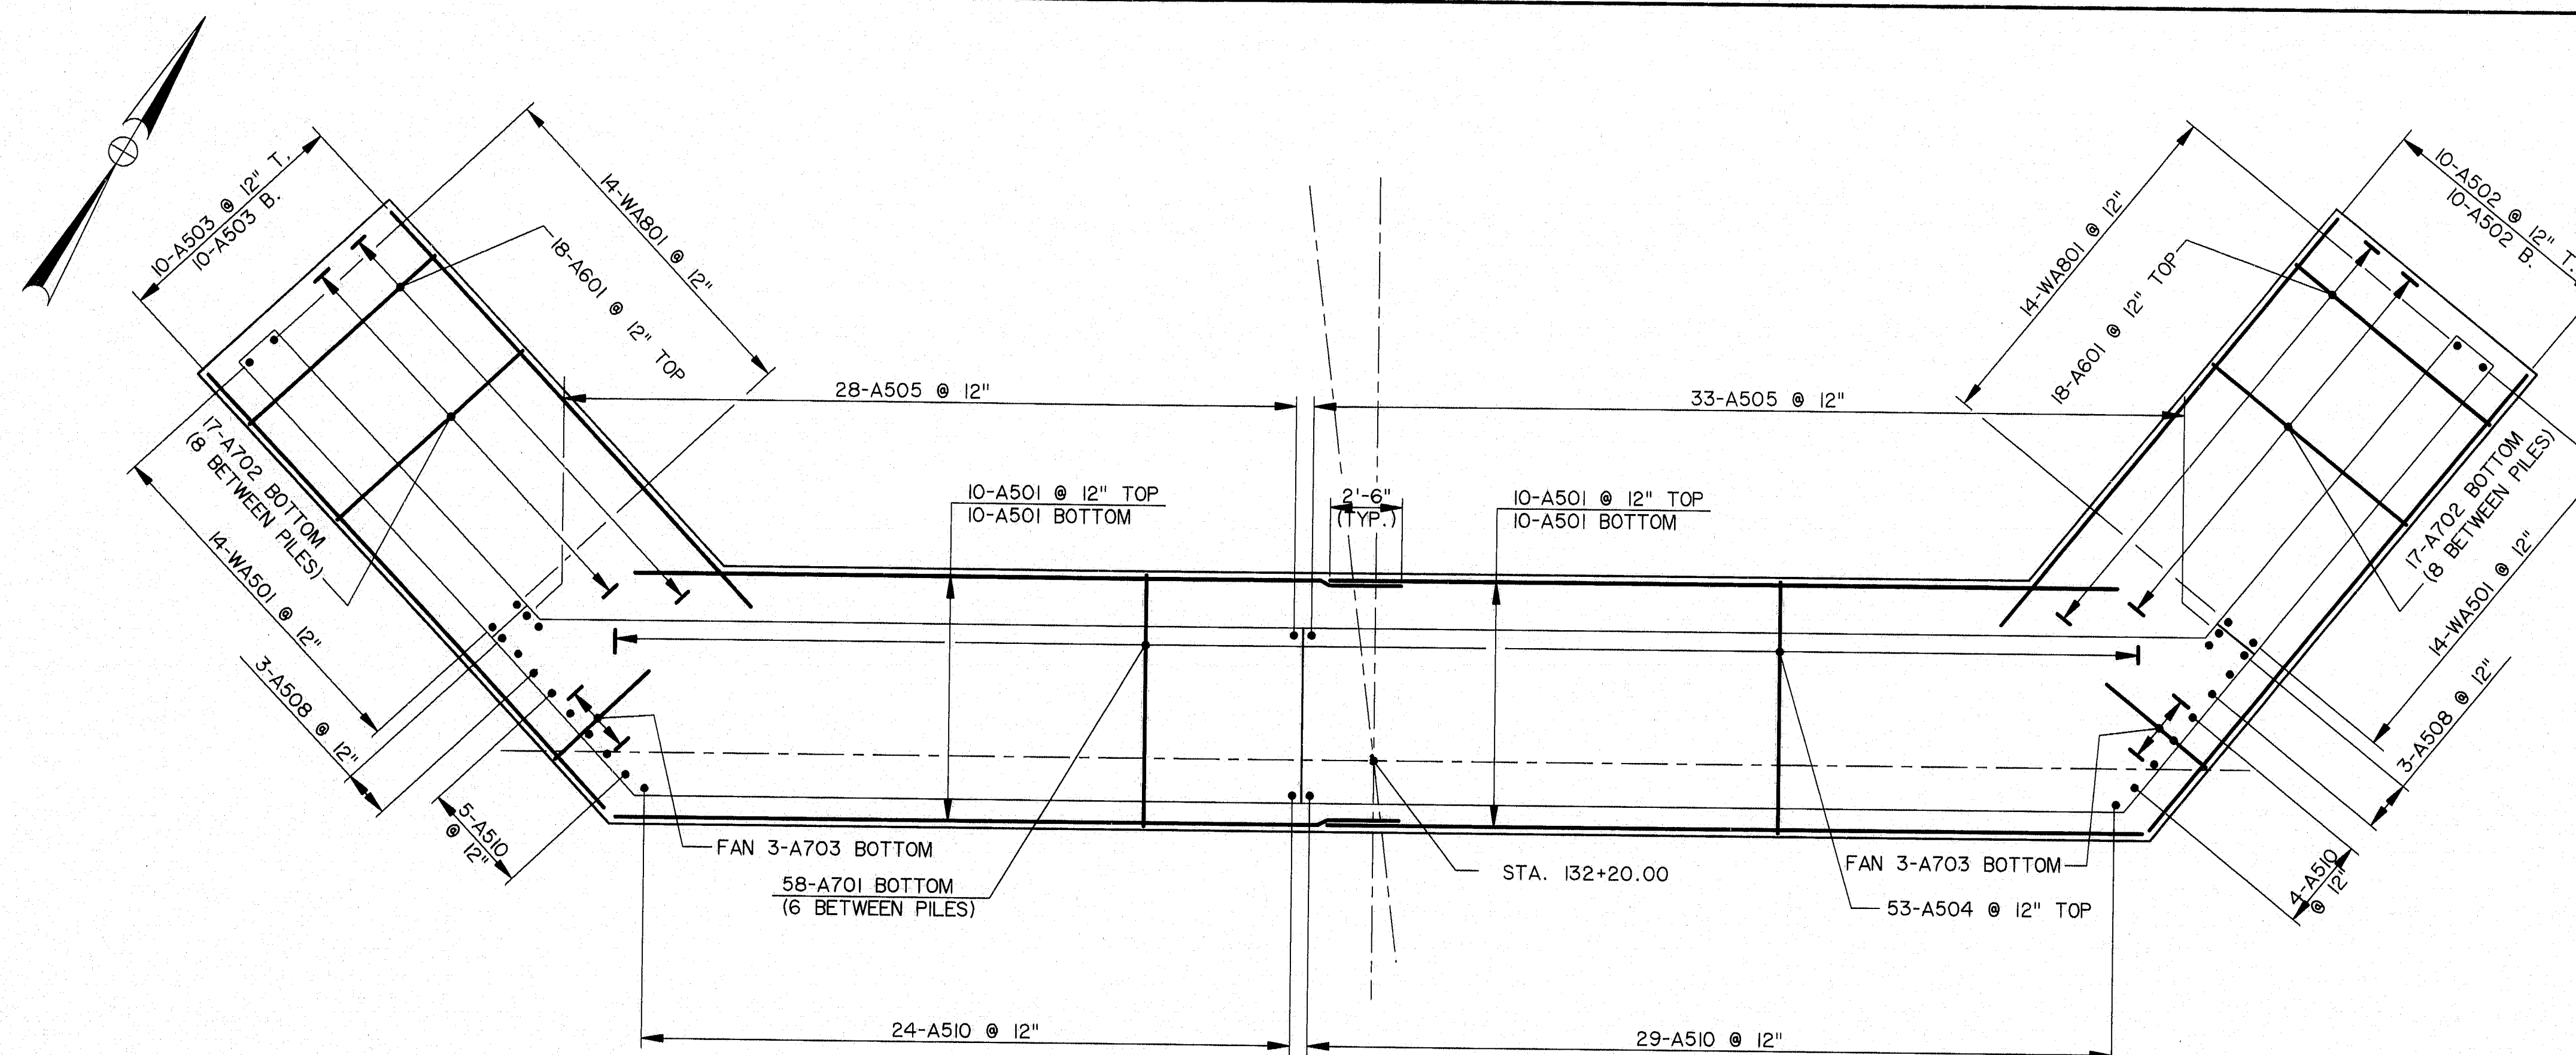 10-A503 @ 12" T.
10-A503 B.
14-WA801 @ 12"
18-A601 @ 12" TOP
17-A702 BOTTOM
(8 BETWEEN PILES)
14-WA501 @ 12"
3-A508 @ 12"
5-A510
@ 12"
28-A505 @ 12"
33-A505 @ 12"
10-A501 @ 12" TOP
10-A501 BOTTOM
2'-6"
(TYP.)
10-A501 @ 12" TOP
10-A501 BOTTOM
14-WA801 @ 12"
18-A601 @ 12" TOP
10-A502 @ 12" T.
10-A502 B.
17-A702 BOTTOM
(8 BETWEEN PILES)
14-WA501 @ 12"
3-A508 @ 12"
4-A510
@ 12"
FAN 3-A703 BOTTOM
58-A701 BOTTOM
(6 BETWEEN PILES)
STA. 132+20.00
FAN 3-A703 BOTTOM
53-A504 @ 12" TOP
24-A510 @ 12"
29-A510 @ 12"